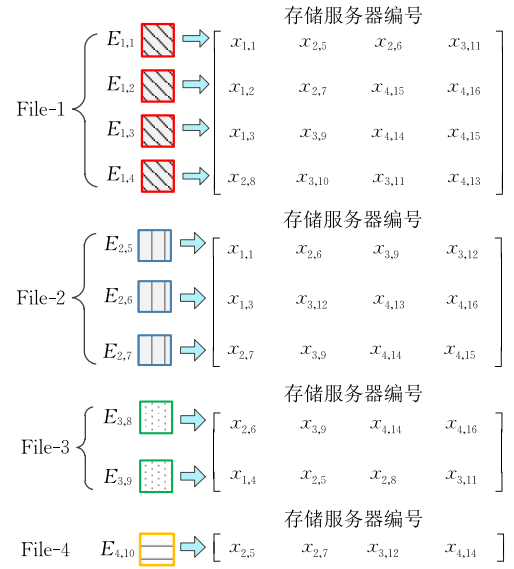 存储服务器编号
E1,1 x1,1 x2,5 x2,6 x3,11
E1,2 x1,2 x2,7 x4,15 x4,16
File-1
E1,3 x1,3 x3,9 x4,14 x4,15
E1,4 x2,8 x3,10 x3,11 x4,13
存储服务器编号
E2,5 x1,1 x2,6 x3,9 x3,12
File-2 E2,6 x1,3 x3,12 x4,13 x4,16
E2,7 x2,7 x3,9 x4,14 x4,15
存储服务器编号
E3,8 x2,6 x3,9 x4,14 x4,16
File-3
E3,9 x1,4 x2,5 x2,8 x3,11
存储服务器编号
File-4 E4,10 x2,5 x2,7 x3,12 x4,14